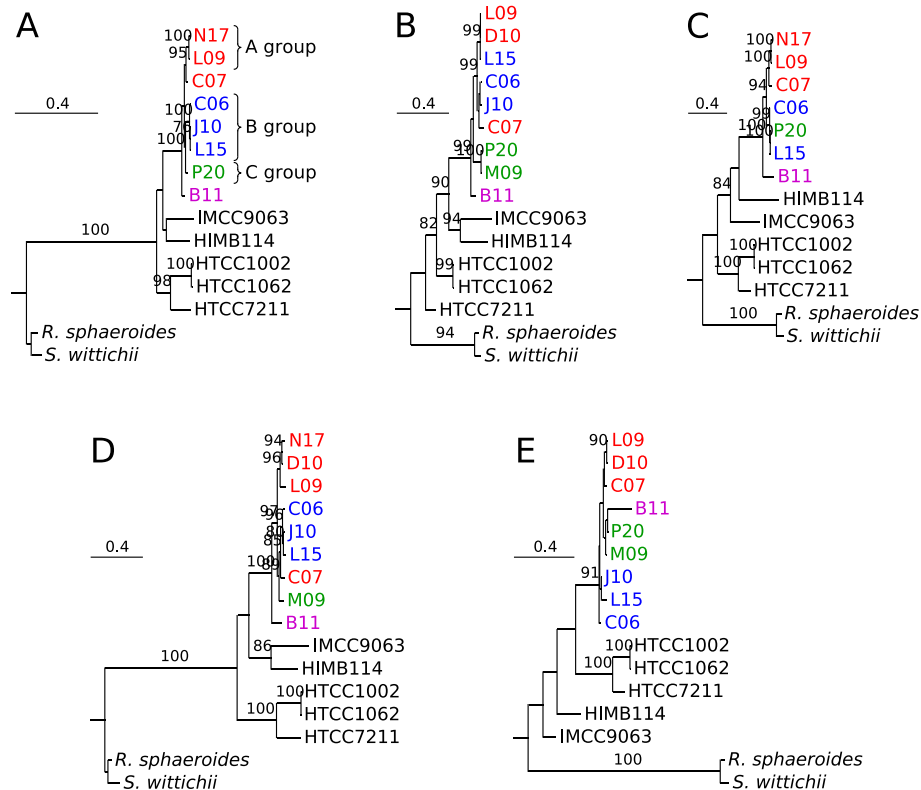 A
100
N17
95
L09
A group
C07
0.4
100
C06
76
J10
B group
100
L15
P20
C group
B11
IMCC9063
100
HIMB114
100
HTCC1002
98
HTCC1062
HTCC7211
R. sphaeroides
S. wittichii
B
L09
99
D10
99
L15
C06
0.4
J10
C07
99
P20
100
M09
90
B11
82
94
IMCC9063
HIMB114
99
HTCC1002
HTCC1062
HTCC7211
94
R. sphaeroides
S. wittichii
C
100
N17
100
L09
94
C07
0.4
99
C06
100
100
P20
L15
84
B11
HIMB114
IMCC9063
100
HTCC1002
100
HTCC1062
HTCC7211
100
R. sphaeroides
S. wittichii
D
94
N17
96
D10
L09
97
C06
96
J10
0.4
85
L15
100
89
C07
M09
B11
86
IMCC9063
100
HIMB114
100
HTCC1002
100
HTCC1062
HTCC7211
R. sphaeroides
S. wittichii
E
90
L09
D10
C07
B11
P20
0.4
M09
91
J10
L15
C06
100
HTCC1002
100
HTCC1062
HTCC7211
HIMB114
IMCC9063
100
R. sphaeroides
S. wittichii